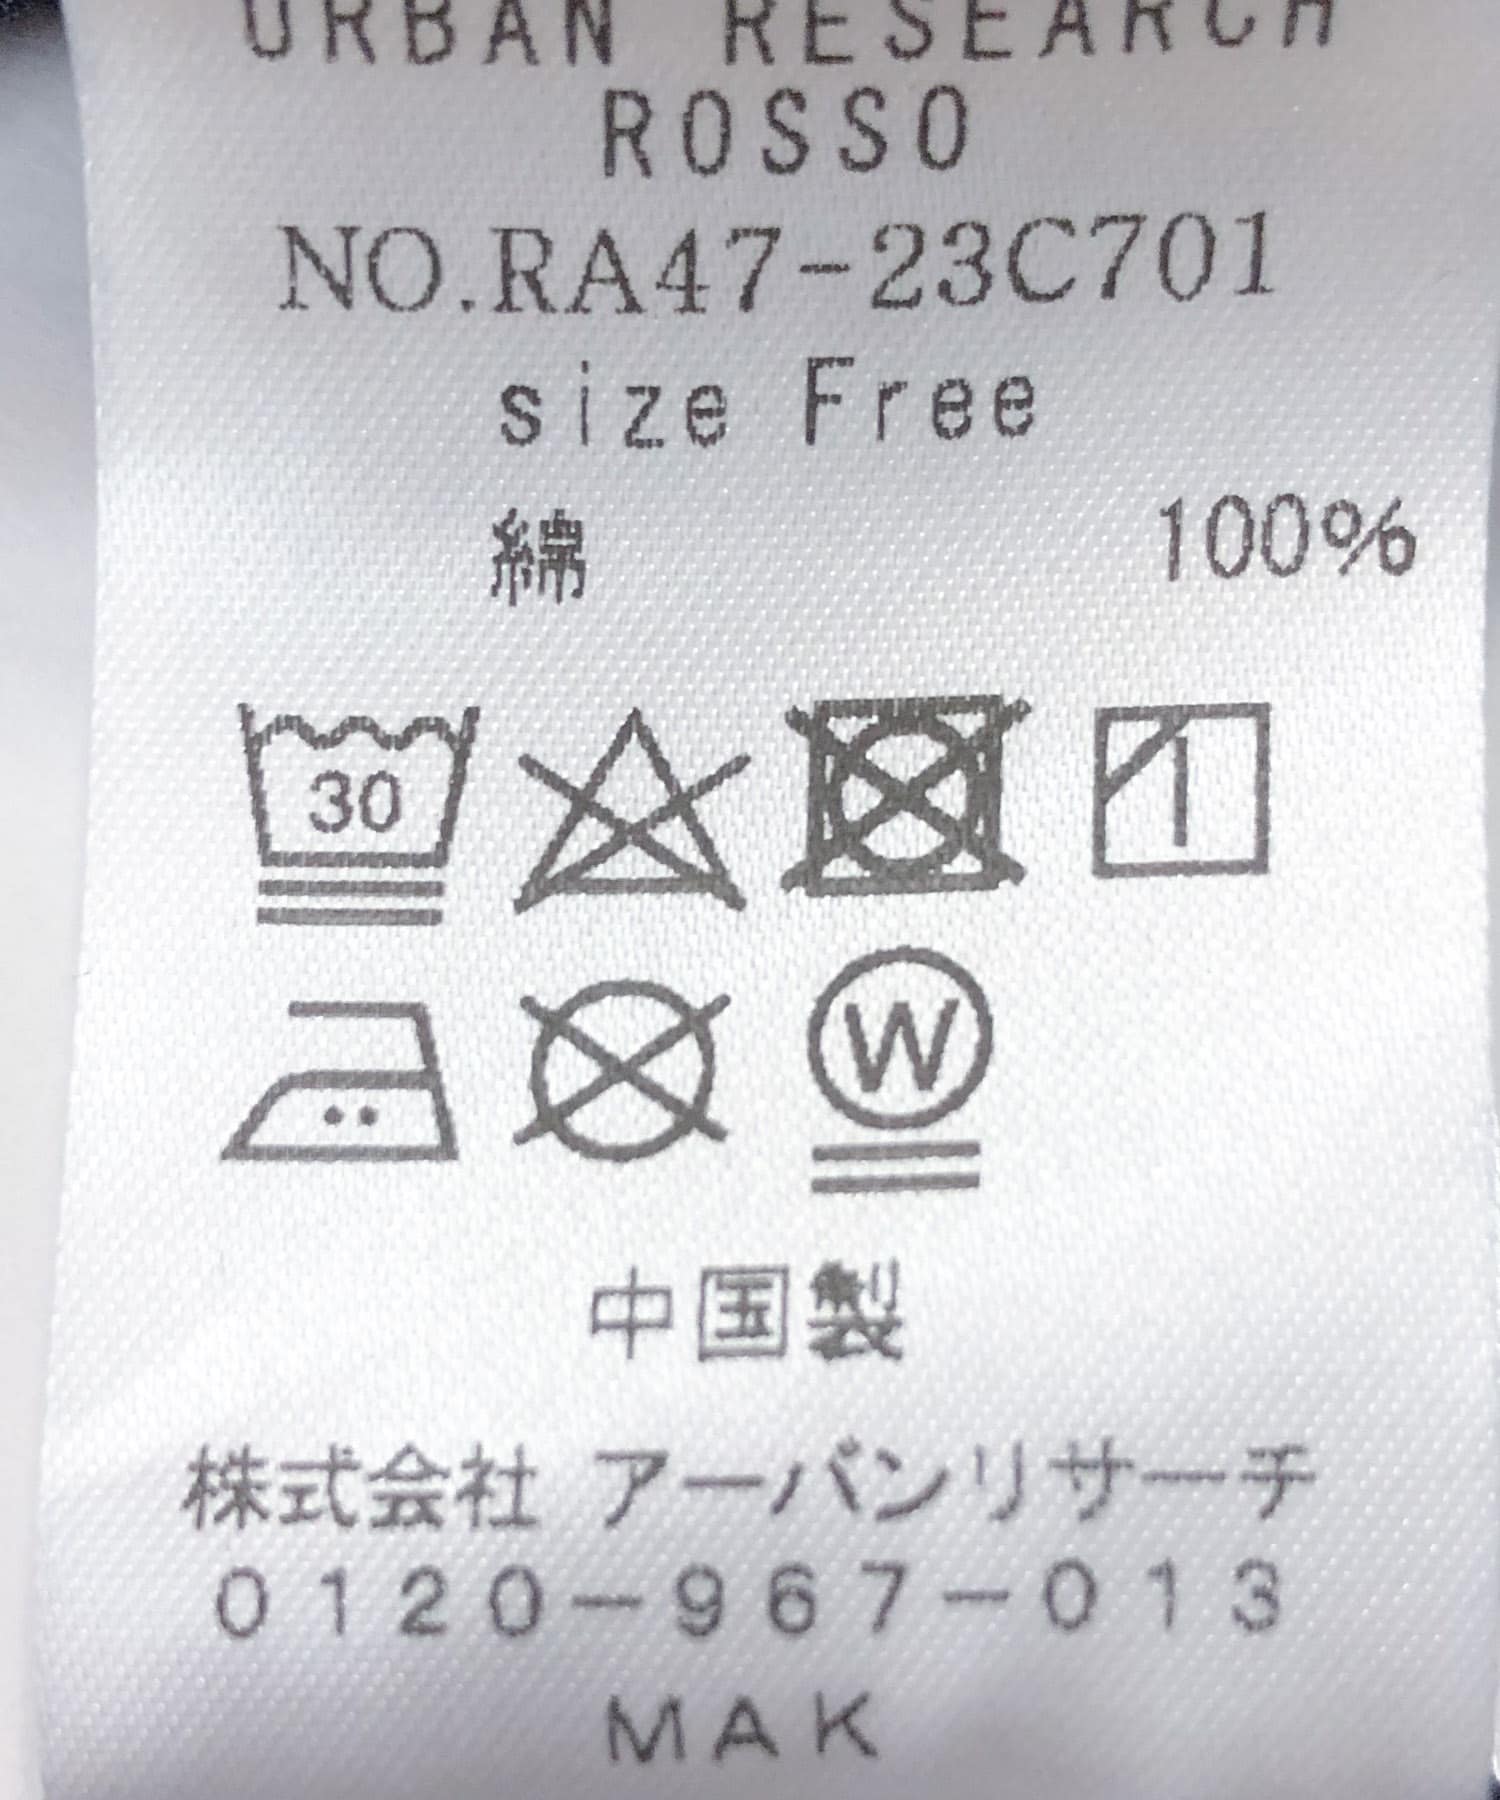 URBAN RESEARCH
ROSSO
NO.RA47-23C701
size Free
綿 100%
30
W
中国製
株式会社 アーバンリサーチ
0120-967-013
MAK